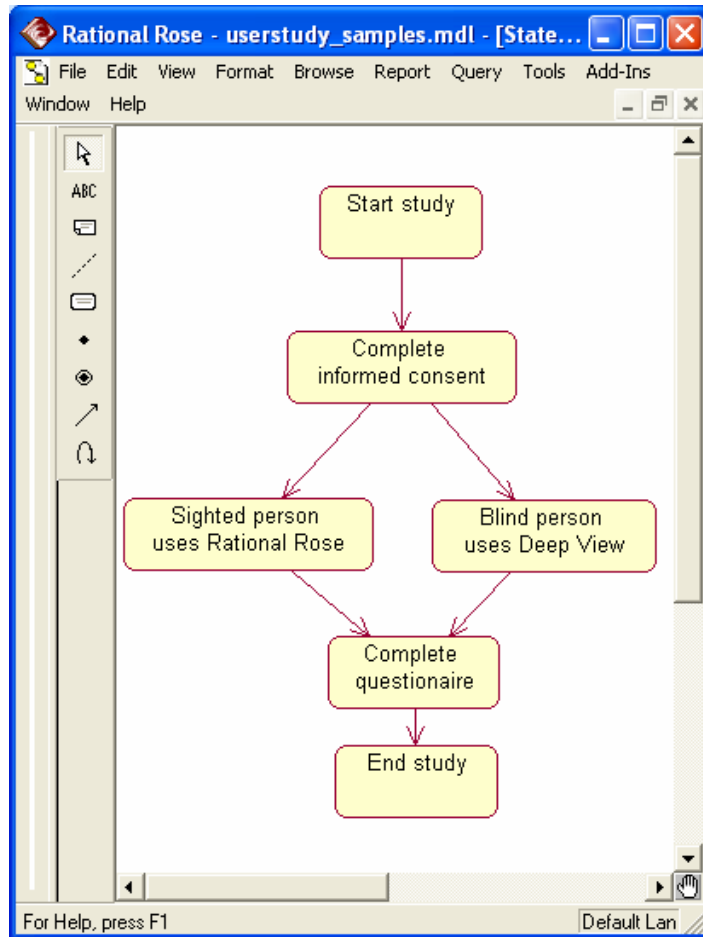 Rational Rose - userstudy_samples.mdl - [State...
File Edit View Format Browse Report Query Tools Add-Ins
Window Help
ABC
Start study
Complete
informed consent
Sighted person
uses Rational Rose
Blind person
uses Deep View
Complete
questionaire
End study
For Help, press F1
Default Lan